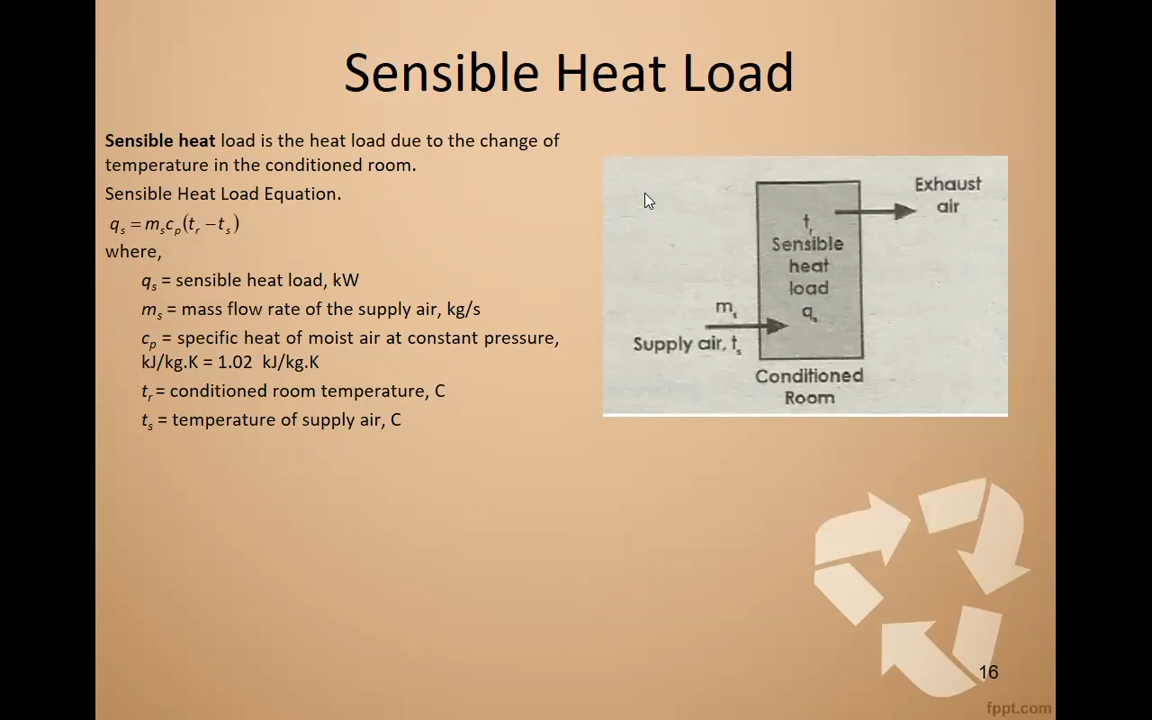 Sensible Heat Load
Sensible heat load is the heat load due to the change of
temperature in the conditioned room.
Sensible Heat Load Equation.
qₛ = mₛcₚ(tᵣ − tₛ)
where,
qₛ = sensible heat load, kW
mₛ = mass flow rate of the supply air, kg/s
cₚ = specific heat of moist air at constant pressure,
kJ/kg.K = 1.02 kJ/kg.K
tᵣ = conditioned room temperature, C
tₛ = temperature of supply air, C
Exhaust
air
tᵣ
Sensible
heat
load
qₛ
mₛ
Supply air, tₛ
Conditioned
Room
16
fppt.com